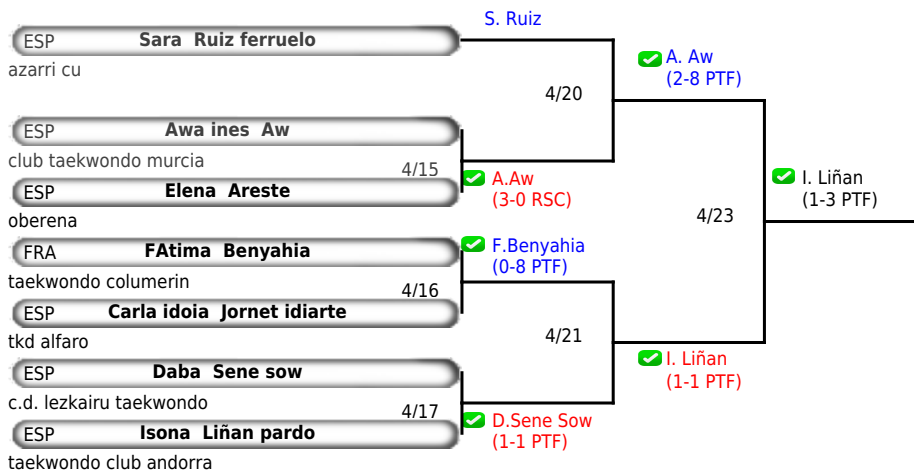 S. Ruiz
ESP Sara Ruiz ferruelo
azarri cu
A. Aw
(2-8 PTF)
4/20
ESP Awa ines Aw
club taekwondo murcia
4/15
ESP Elena Areste
oberena
A.Aw
(3-0 RSC)
I. Liñan
(1-3 PTF)
4/23
FRA FAtima Benyahia
taekwondo columerin
F.Benyahia
(0-8 PTF)
4/16
ESP Carla idoia Jornet idiarte
tkd alfaro
4/21
I. Liñan
(1-1 PTF)
ESP Daba Sene sow
c.d. lezkairu taekwondo
4/17
ESP Isona Liñan pardo
taekwondo club andorra
D.Sene Sow
(1-1 PTF)